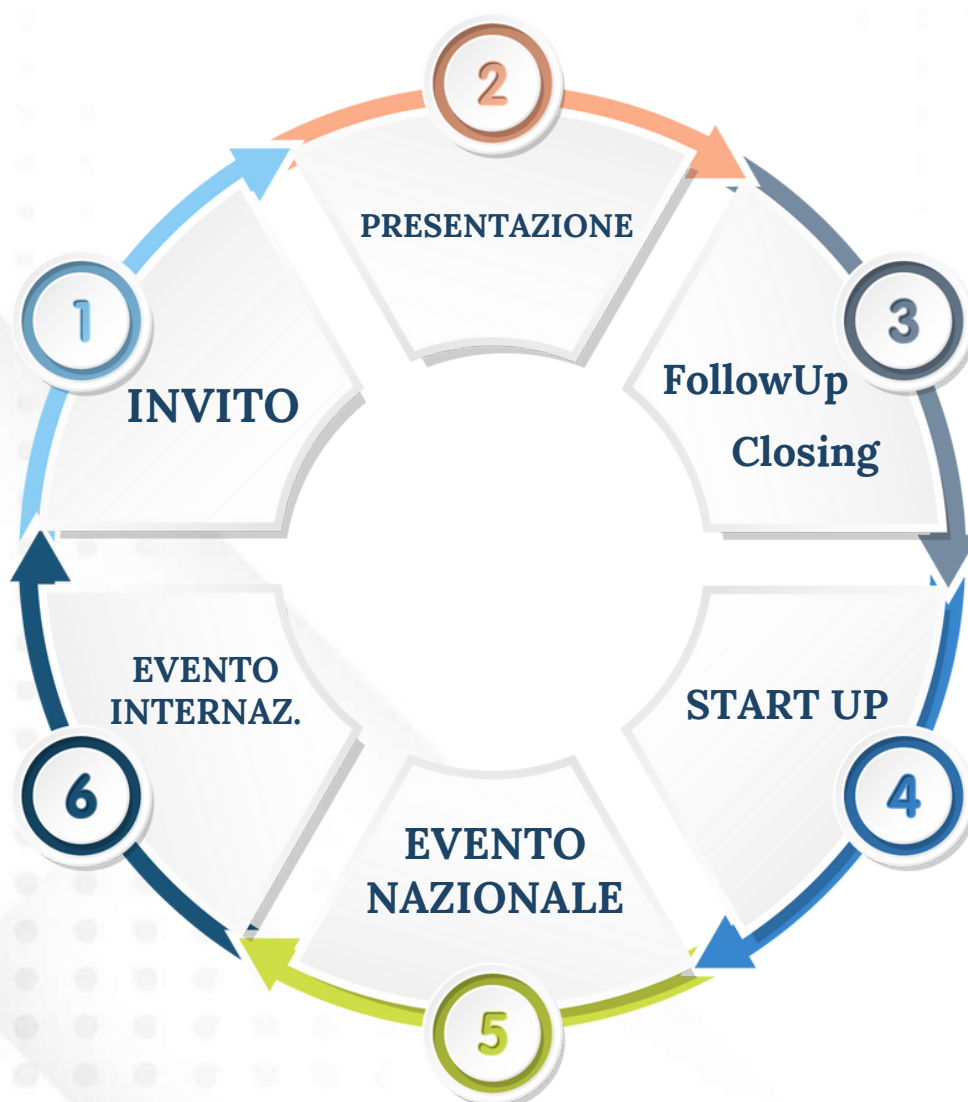 1
INVITO
2
PRESENTAZIONE
3
FollowUp
Closing
4
START UP
5
EVENTO
NAZIONALE
6
EVENTO
INTERNAZ.